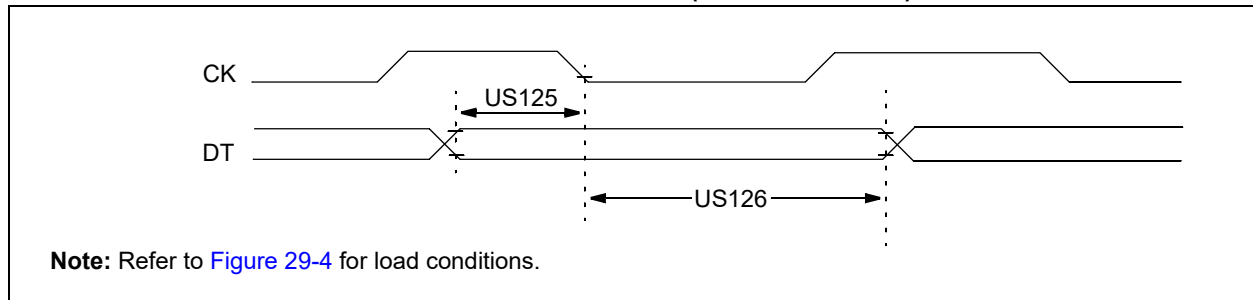 CK
US125
DT
US126
Note: Refer to Figure 29-4 for load conditions.